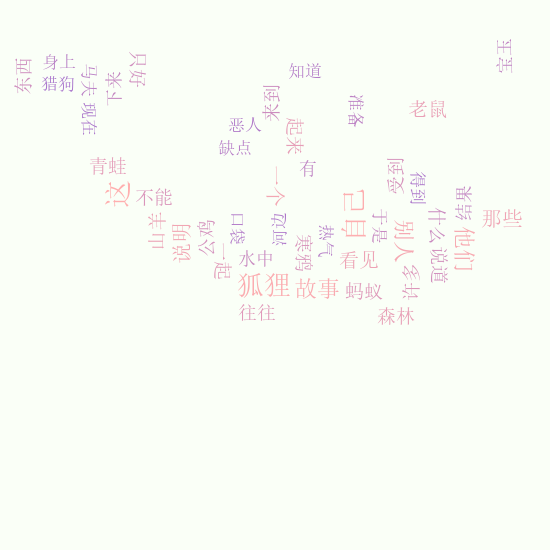 玉宝
只好
东西
身上
马夫
下来
知道
猎狗
来到
准备
现在
老鼠
恶人
起来
缺点
青蛙
有
受到
得到
一个
这
不能
自己
结果
那些
山羊
说明
公鸡
口袋
河边
热气
于是
别人
什么
他们
寒鸦
一起
水中
看见
说道
狐狸
故事
蚂蚁
多计
往往
森林